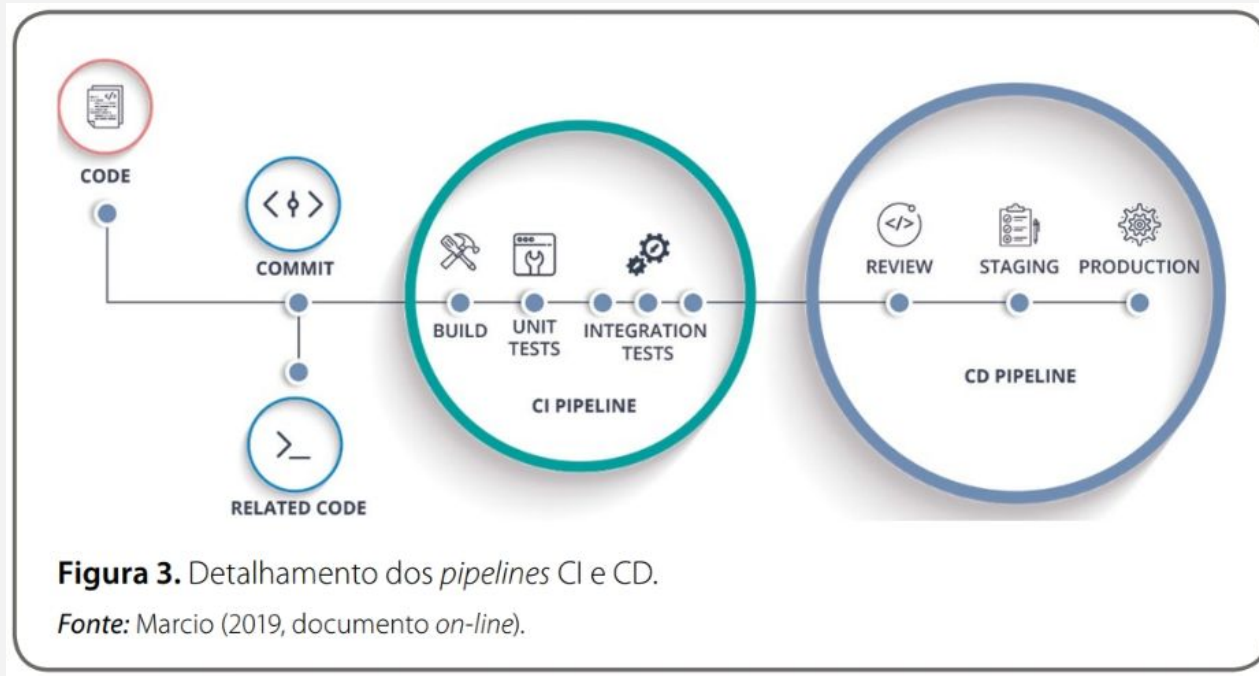 CODE
COMMIT
RELATED CODE
BUILD
UNIT
TESTS
INTEGRATION
TESTS
CI PIPELINE
REVIEW
STAGING
PRODUCTION
CD PIPELINE
Figura 3. Detalhamento dos pipelines CI e CD.
Fonte: Marcio (2019, documento on-line).